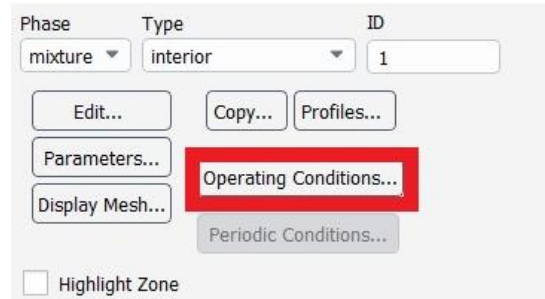 Phase Type ID
mixture interior 1
Edit... Copy... Profiles...
Parameters...
Operating Conditions...
Display Mesh...
Periodic Conditions...
Highlight Zone